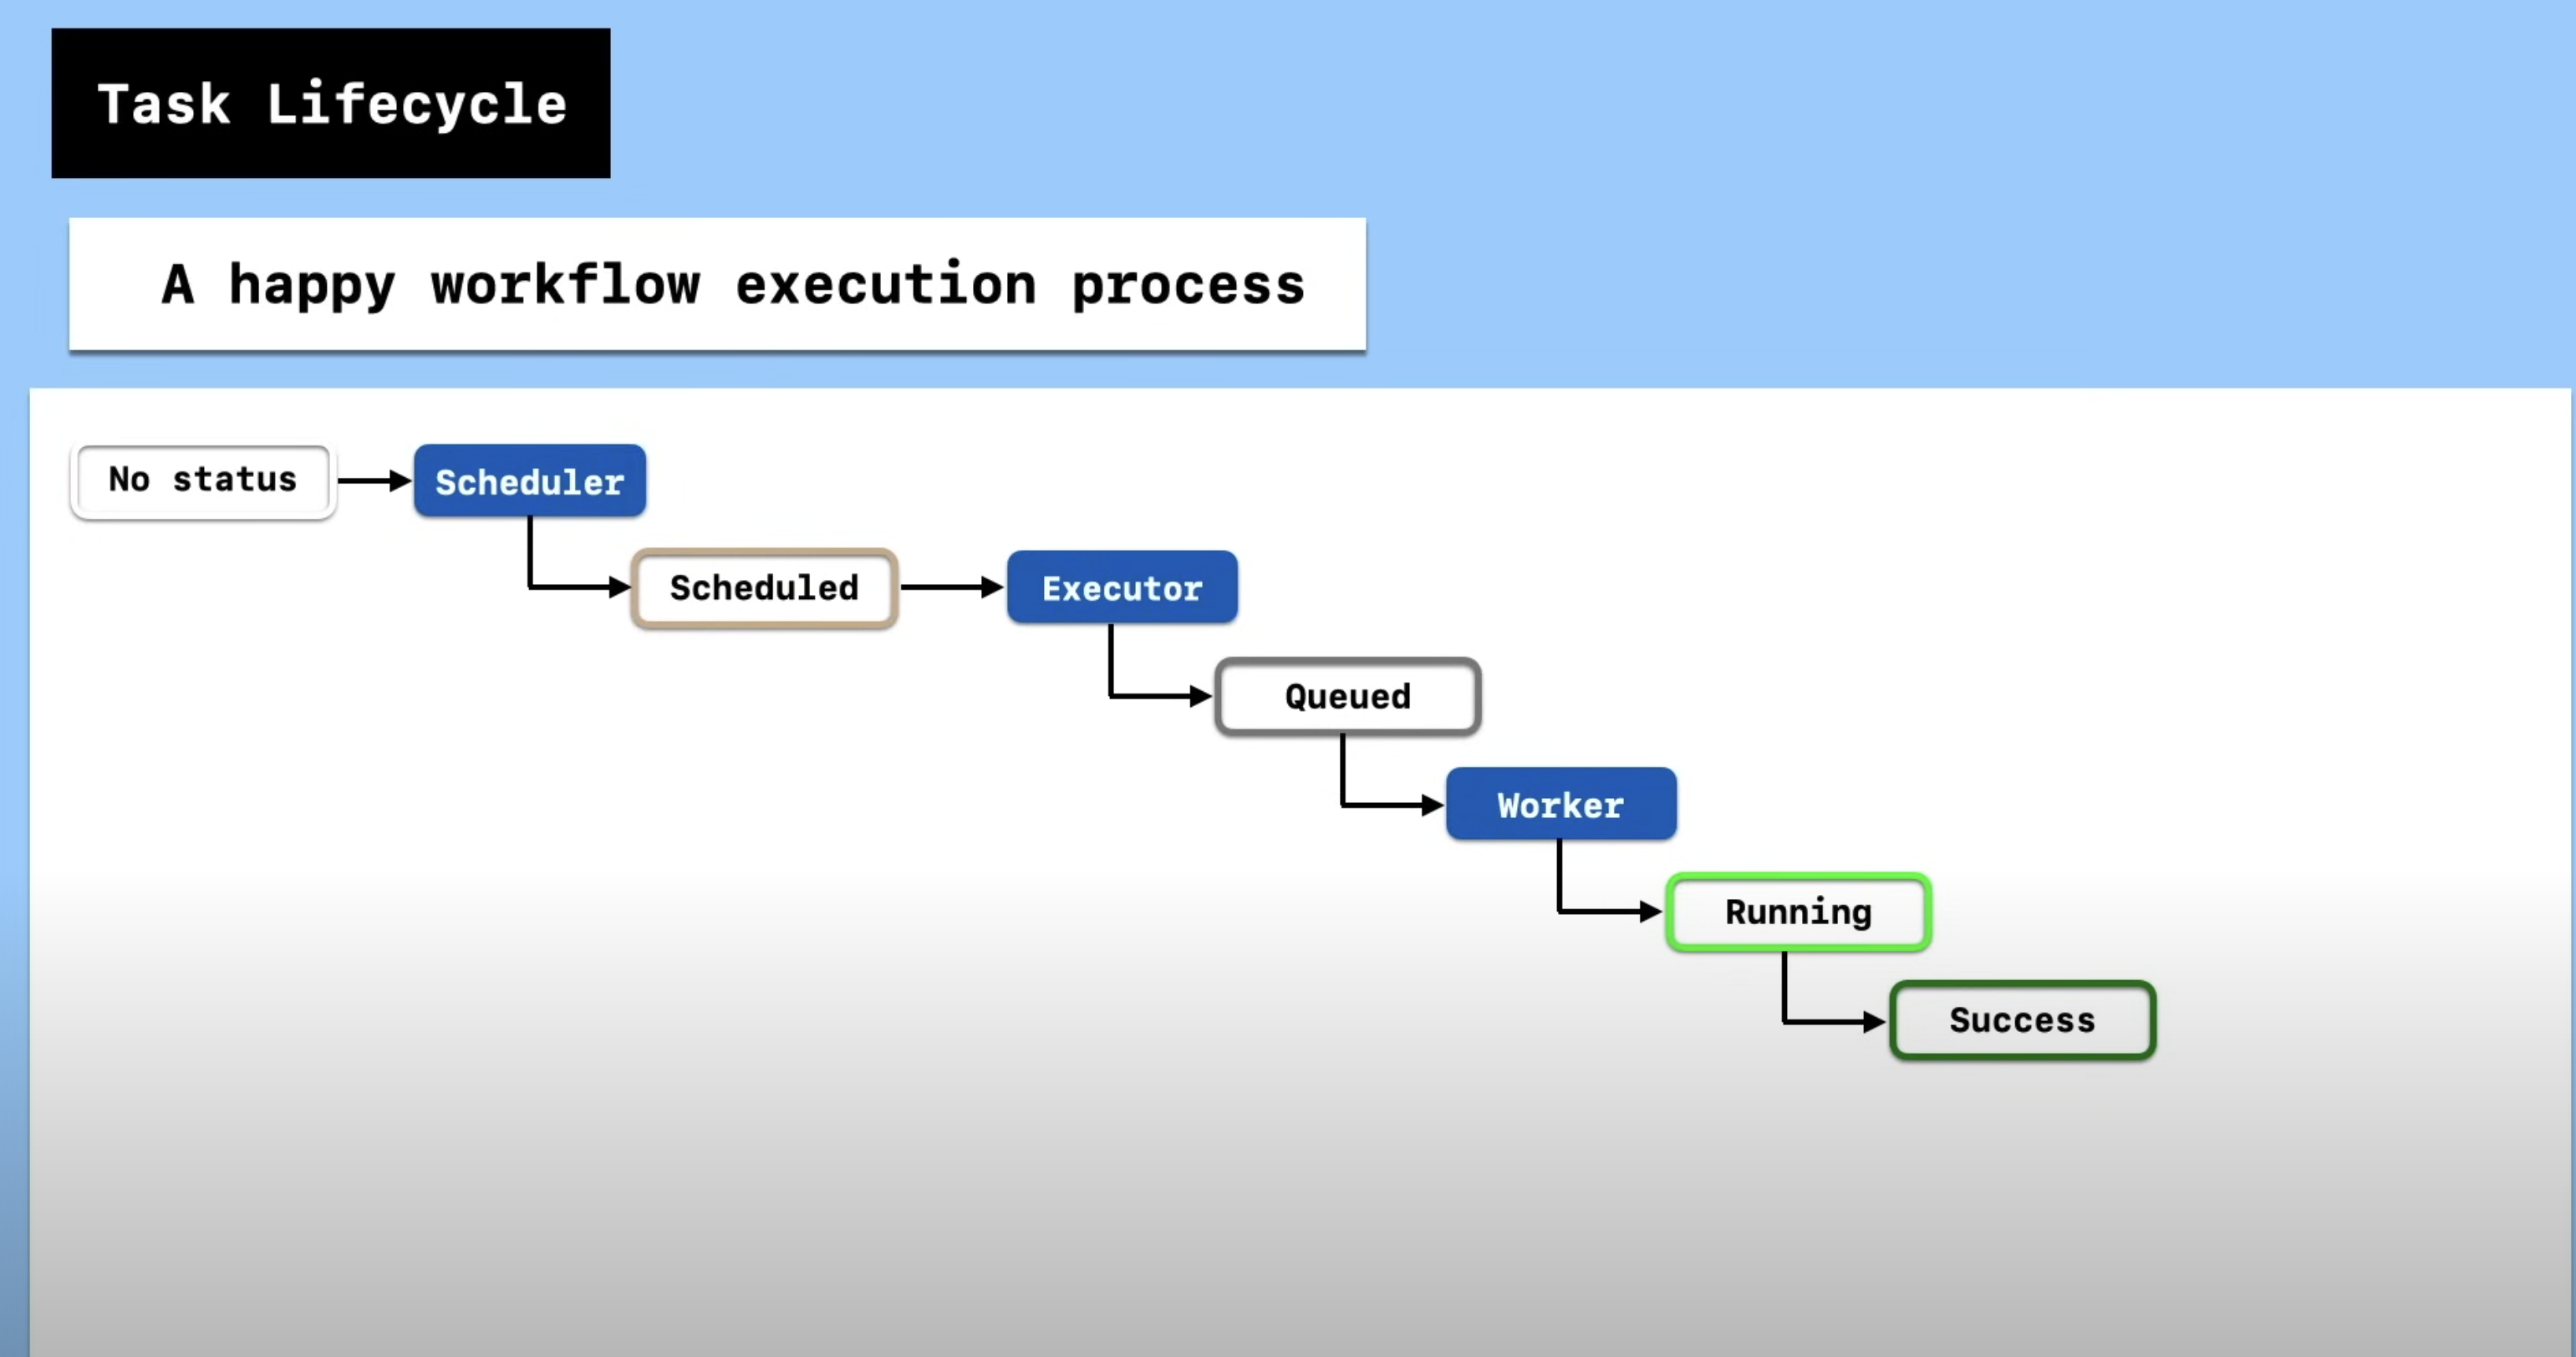 Task Lifecycle
A happy workflow execution process
No status
Scheduler
Scheduled
Executor
Queued
Worker
Running
Success